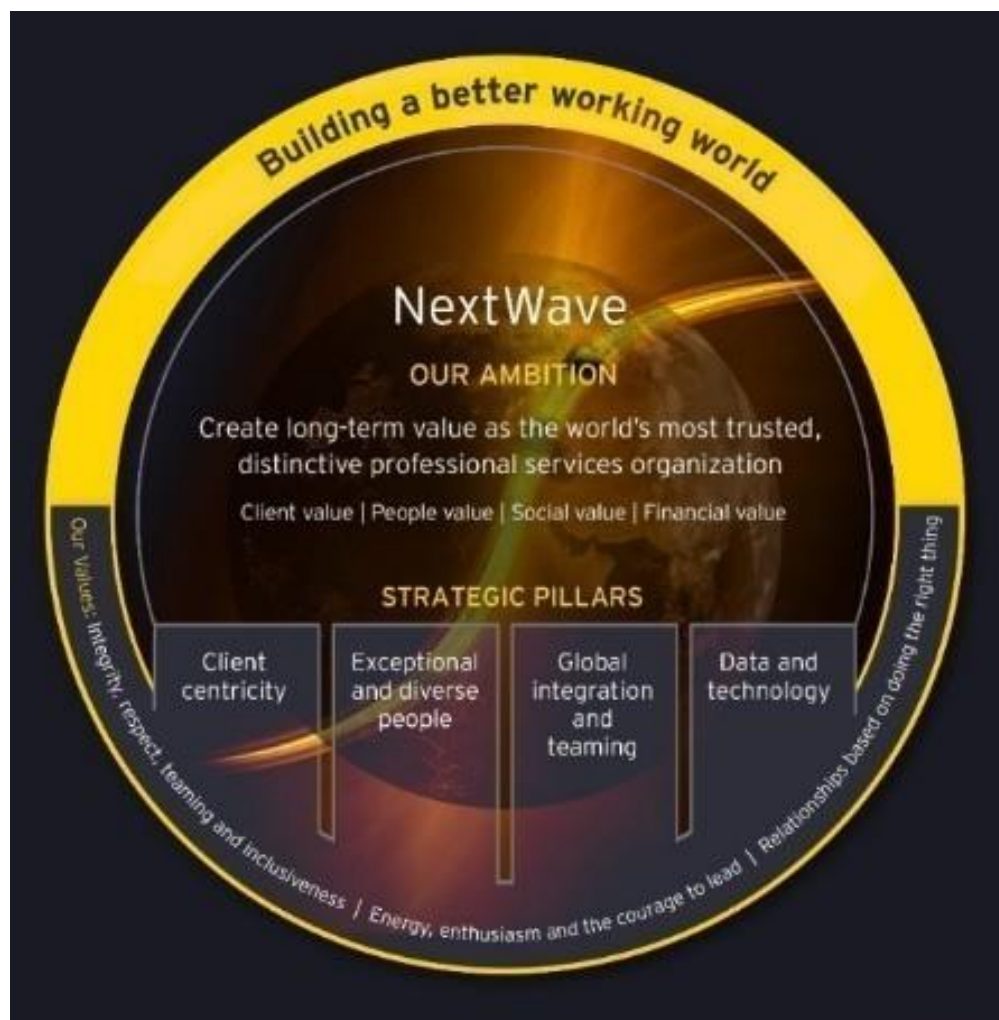 Building a better working world
NextWave
OUR AMBITION
Create long-term value as the world's most trusted,
distinctive professional services organization
Client value | People value | Social value | Financial value
STRATEGIC PILLARS
Client
centricity
Exceptional
and diverse
people
Global
integration
and
teaming
Data and
technology
Our Values: Integrity, respect, teaming and inclusiveness | Energy, enthusiasm and the courage to lead | Relationships based on doing the right thing